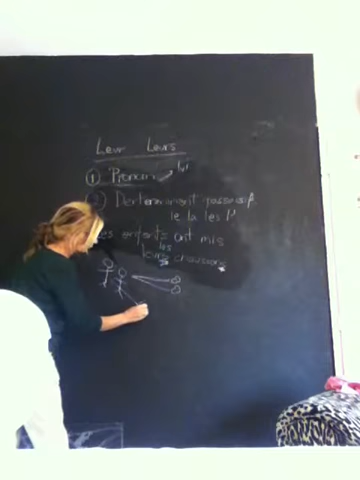 Leur Leurs
① Pronom → lui
② Déterminant possessif
le la les l'
Les enfants ont mis
les
leurs chaussons